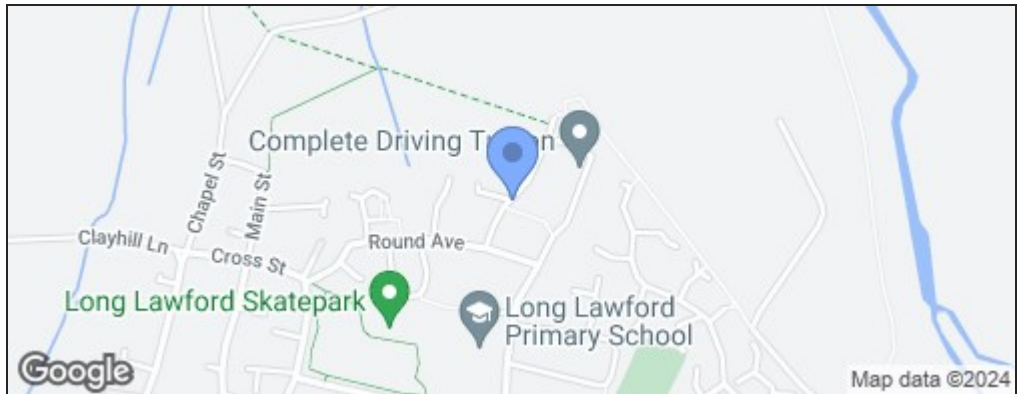 Complete Driving
Chapel St
Main St
Clayhill Ln
Cross St
Round Ave
Long Lawford Skatepark
Long Lawford
Primary School
Google
Map data ©2024